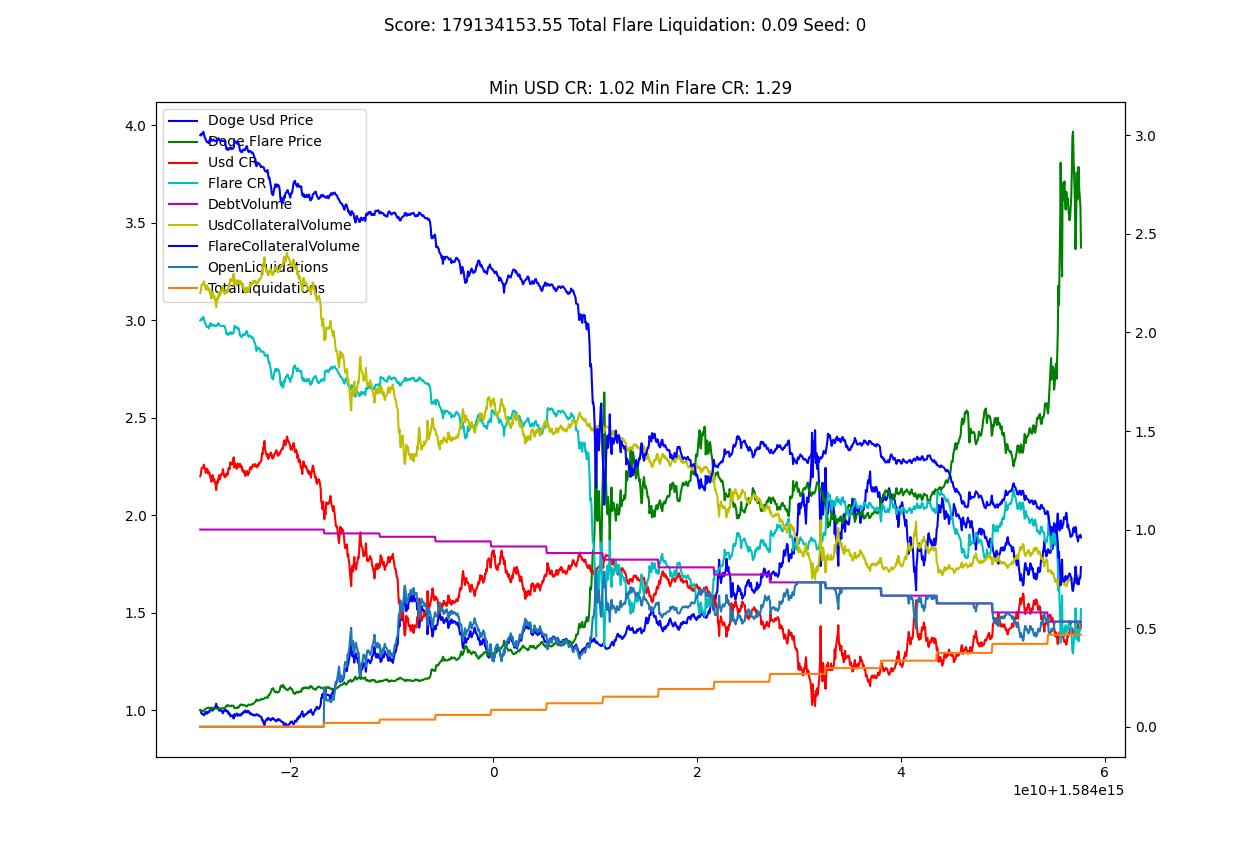 Score: 179134153.55 Total Flare Liquidation: 0.09 Seed: 0
Min USD CR: 1.02 Min Flare CR: 1.29
Doge Usd Price
Doge Flare Price
Usd CR
Flare CR
DebtVolume
UsdCollateralVolume
FlareCollateralVolume
OpenLiquidations
TotalLiquidations
4.0
3.5
3.0
2.5
2.0
1.5
1.0
3.0
2.5
2.0
1.5
1.0
0.5
0.0
−2
0
2
4
6
1e10+1.584e15